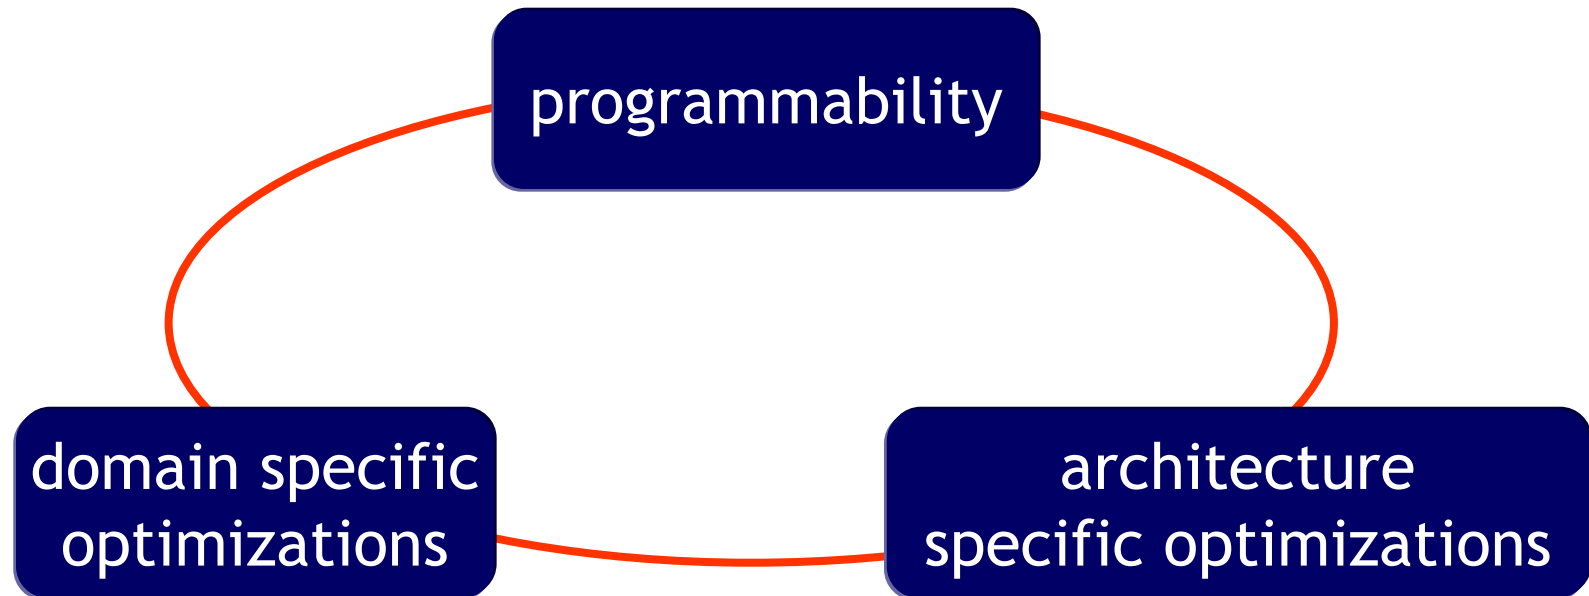 programmability
domain specific
optimizations
architecture
specific optimizations